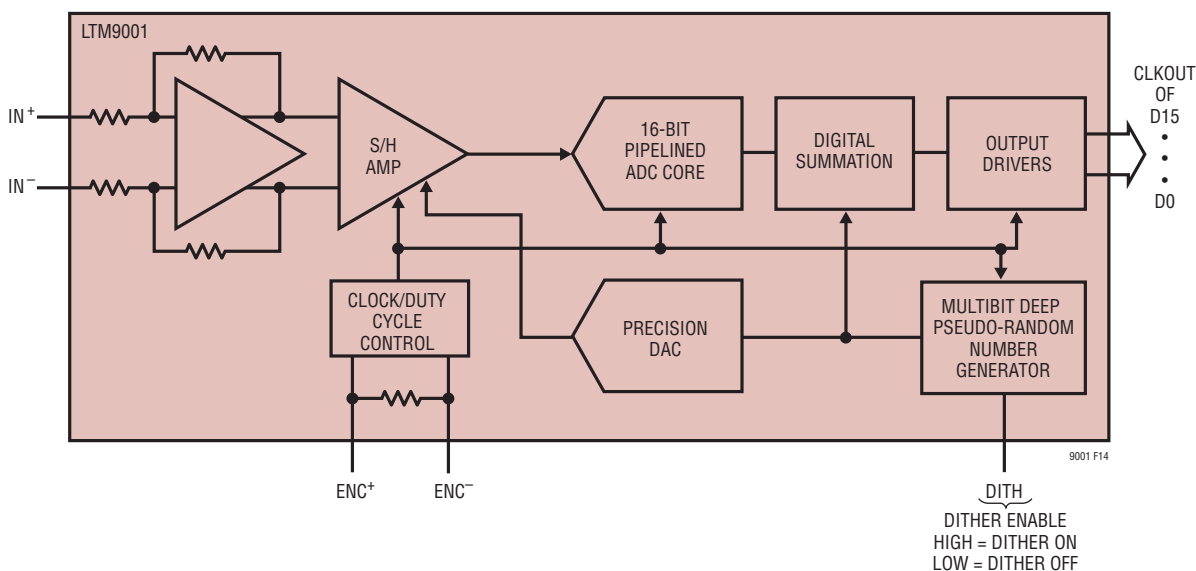 LTM9001
IN+
IN−
S/H
AMP
16-BIT
PIPELINED
ADC CORE
DIGITAL
SUMMATION
OUTPUT
DRIVERS
CLKOUT
OF
D15
•
•
•
D0
CLOCK/DUTY
CYCLE
CONTROL
PRECISION
DAC
MULTIBIT DEEP
PSEUDO-RANDOM
NUMBER
GENERATOR
9001 F14
ENC+
ENC−
DITH
DITHER ENABLE
HIGH = DITHER ON
LOW = DITHER OFF